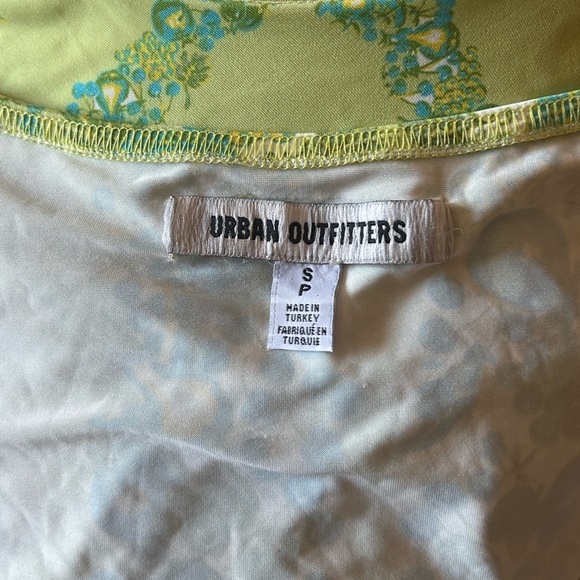 URBAN OUTFITTERS
S
P
MADE IN
TURKEY
FABRIQUÉ EN
TURQUIE